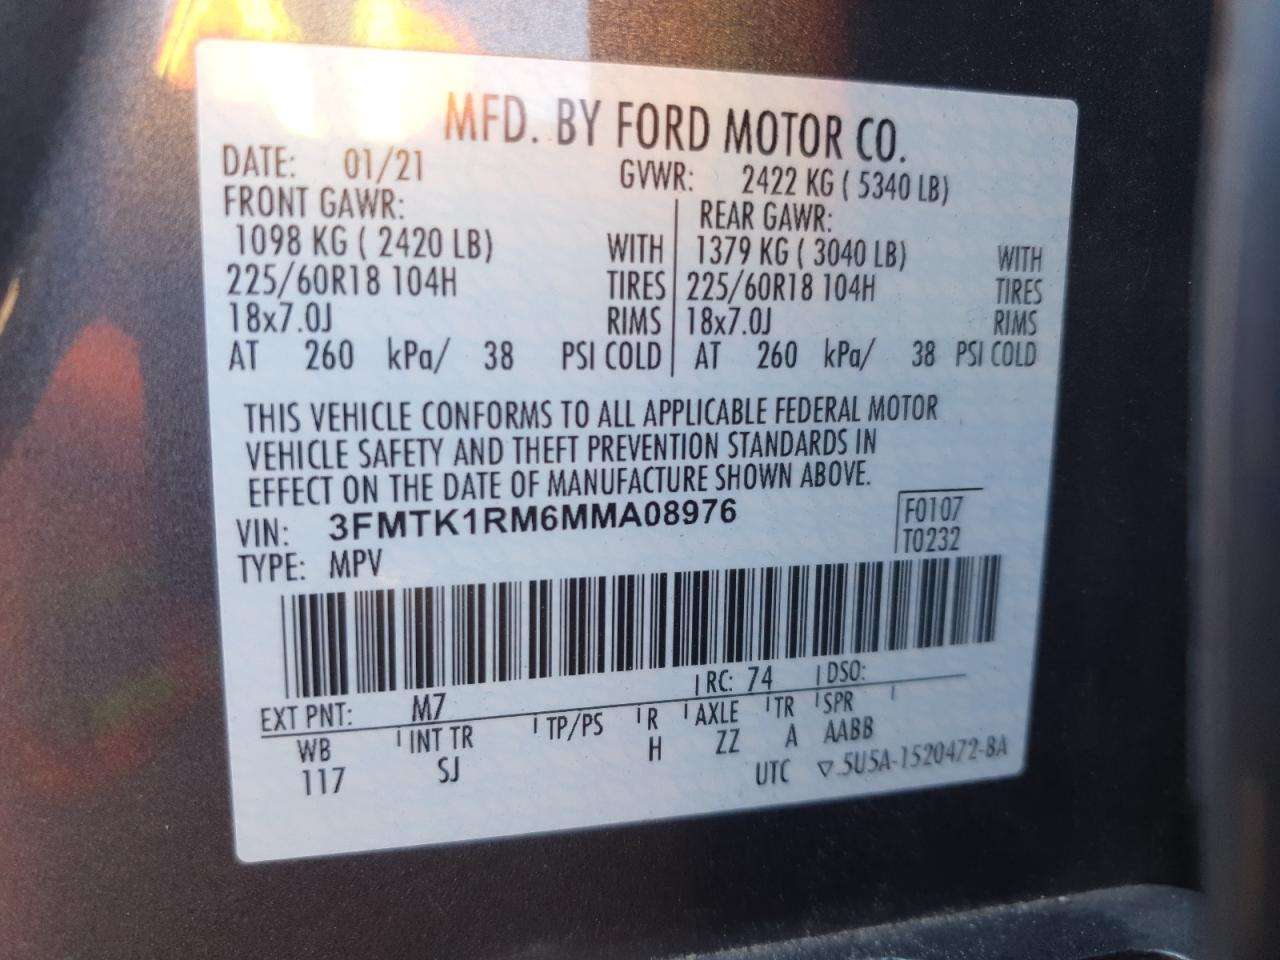 MFD. BY FORD MOTOR CO.
DATE: 01/21 GVWR: 2422 KG ( 5340 LB)
FRONT GAWR: REAR GAWR:
1098 KG ( 2420 LB) WITH 1379 KG ( 3040 LB) WITH
225/60R18 104H TIRES 225/60R18 104H TIRES
18x7.0J RIMS 18x7.0J RIMS
AT 260 kPa/ 38 PSI COLD AT 260 kPa/ 38 PSI COLD
THIS VEHICLE CONFORMS TO ALL APPLICABLE FEDERAL MOTOR
VEHICLE SAFETY AND THEFT PREVENTION STANDARDS IN
EFFECT ON THE DATE OF MANUFACTURE SHOWN ABOVE.
VIN: 3FMTK1RM6MMA08976 F0107
TYPE: MPV T0232
EXT PNT: M7 RC: 74 DSO:
WB INT TR TP/PS R AXLE TR SPR
117 SJ H ZZ A AABB
UTC ▽ 5U5A-1520472-BA